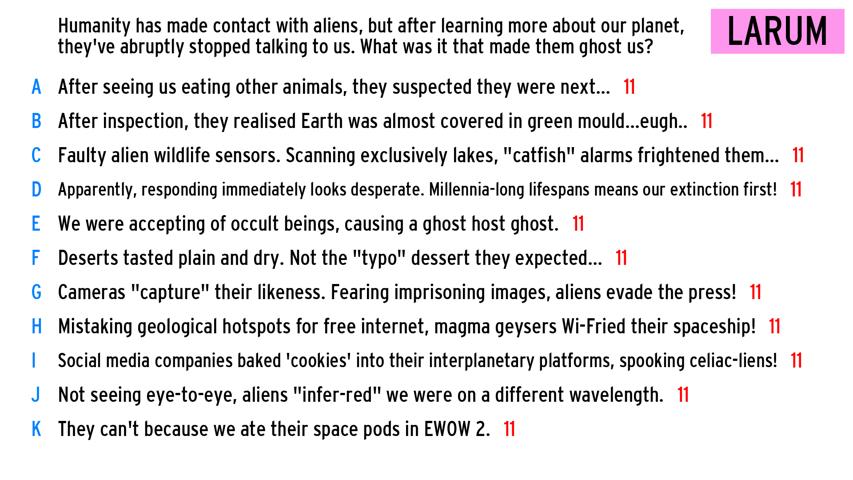 Humanity has made contact with aliens, but after learning more about our planet,
they've abruptly stopped talking to us. What was it that made them ghost us?
LARUM
A After seeing us eating other animals, they suspected they were next... 11
B After inspection, they realised Earth was almost covered in green mould...eugh.. 11
C Faulty alien wildlife sensors. Scanning exclusively lakes, "catfish" alarms frightened them... 11
D Apparently, responding immediately looks desperate. Millennia-long lifespans means our extinction first! 11
E We were accepting of occult beings, causing a ghost host ghost. 11
F Deserts tasted plain and dry. Not the "typo" dessert they expected... 11
G Cameras "capture" their likeness. Fearing imprisoning images, aliens evade the press! 11
H Mistaking geological hotspots for free internet, magma geysers Wi-Fried their spaceship! 11
I Social media companies baked 'cookies' into their interplanetary platforms, spooking celiac-liens! 11
J Not seeing eye-to-eye, aliens "infer-red" we were on a different wavelength. 11
K They can't because we ate their space pods in EWOW 2. 11